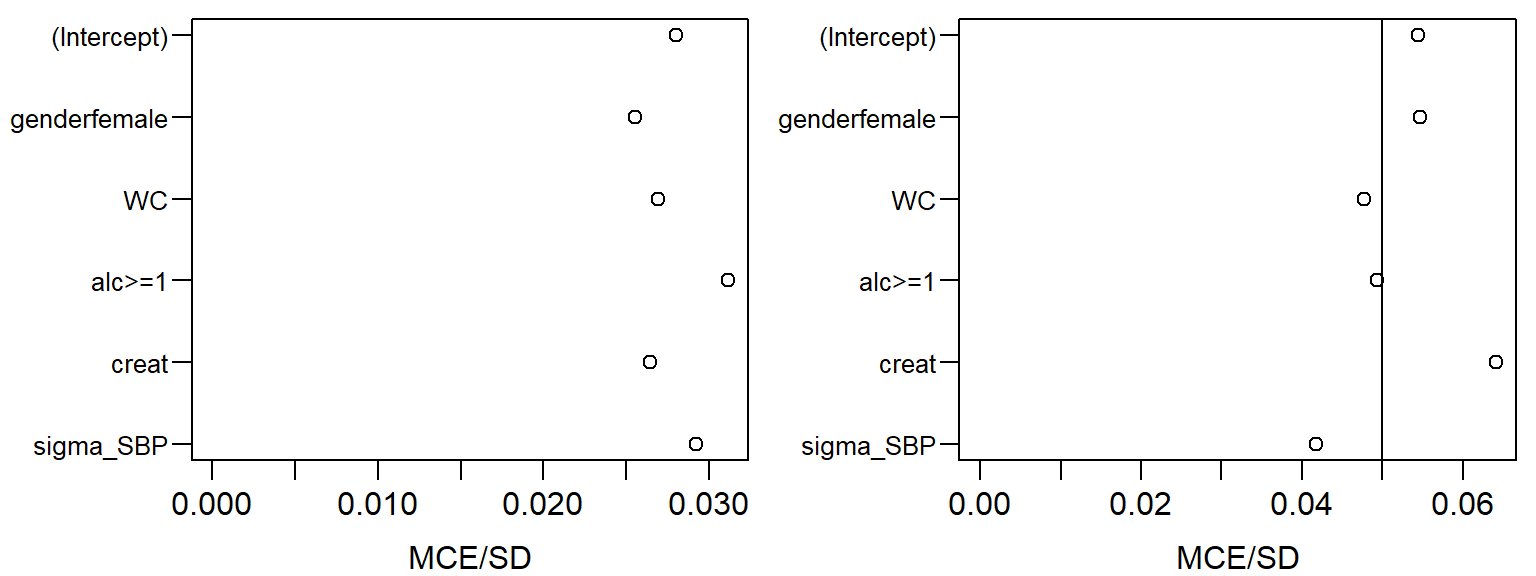 (Intercept)
genderfemale
WC
alc>=1
creat
sigma_SBP
0.000 0.010 0.020 0.030
MCE/SD
(Intercept)
genderfemale
WC
alc>=1
creat
sigma_SBP
0.00 0.02 0.04 0.06
MCE/SD